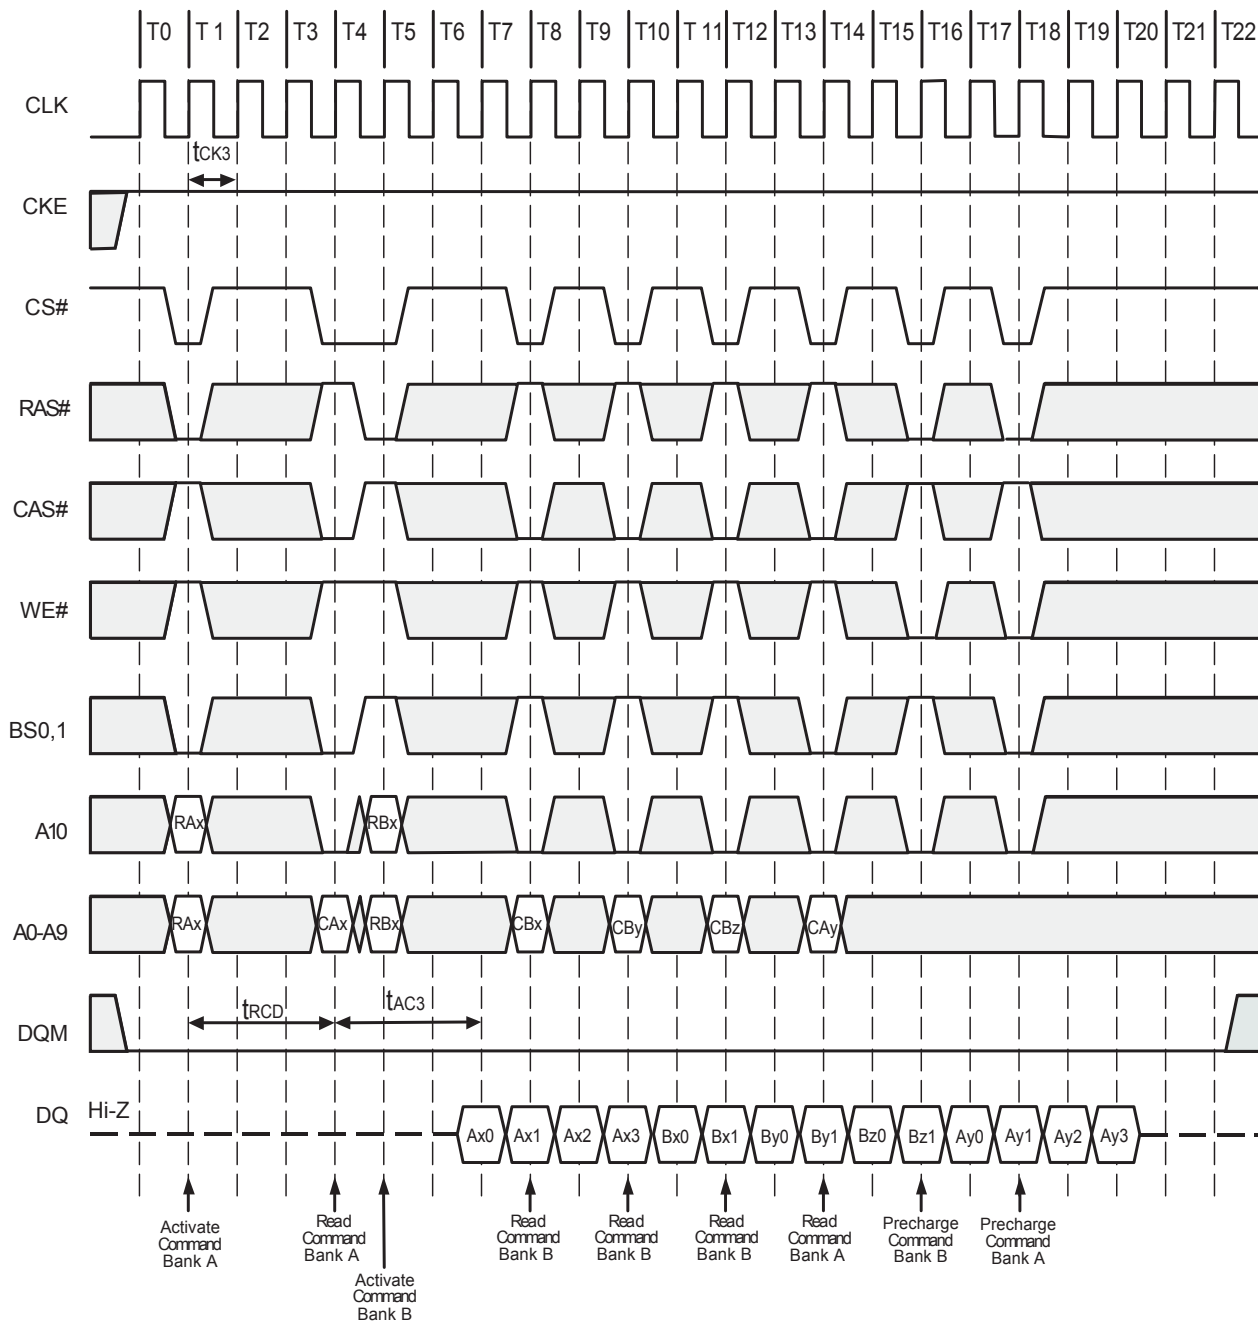 T0 T 1 T2 T3 T4 T5 T6 T7 T8 T9 T10 T 11 T12 T13 T14 T15 T16 T17 T18 T19 T20 T21 T22
CLK
tCK3
CKE
CS#
RAS#
CAS#
WE#
BS0,1
A10 RAx RBx
A0-A9 RAx CAx RBx CBx CBy CBz CAy
tRCD tAC3
DQM
DQ Hi-Z
Ax0 Ax1 Ax2 Ax3 Bx0 Bx1 By0 By1 Bz0 Bz1 Ay0 Ay1 Ay2 Ay3
Activate
Command
Bank A
Read
Command
Bank A
Activate
Command
Bank B
Read
Command
Bank B
Read
Command
Bank B
Read
Command
Bank B
Read
Command
Bank A
Precharge
Command
Bank B
Precharge
Command
Bank A